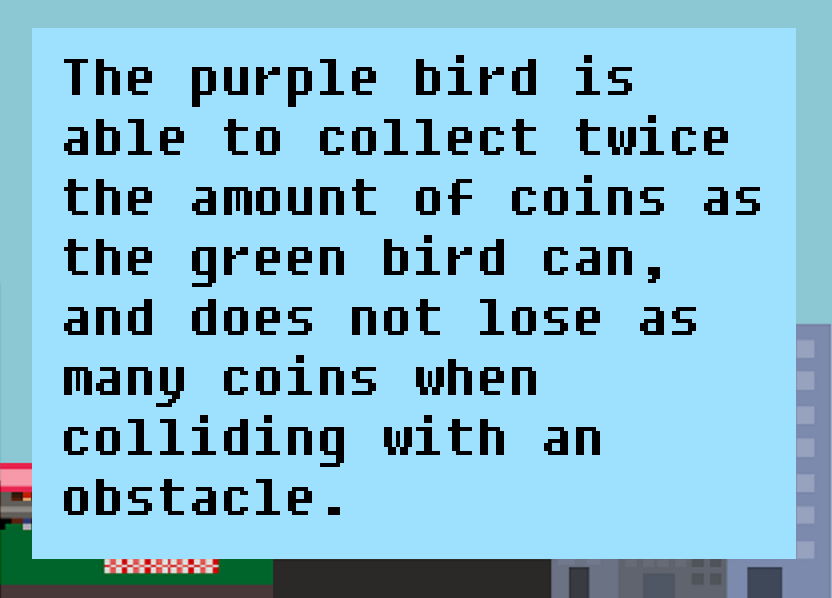 The purple bird is
able to collect twice
the amount of coins as
the green bird can,
and does not lose as
many coins when
colliding with an
obstacle.